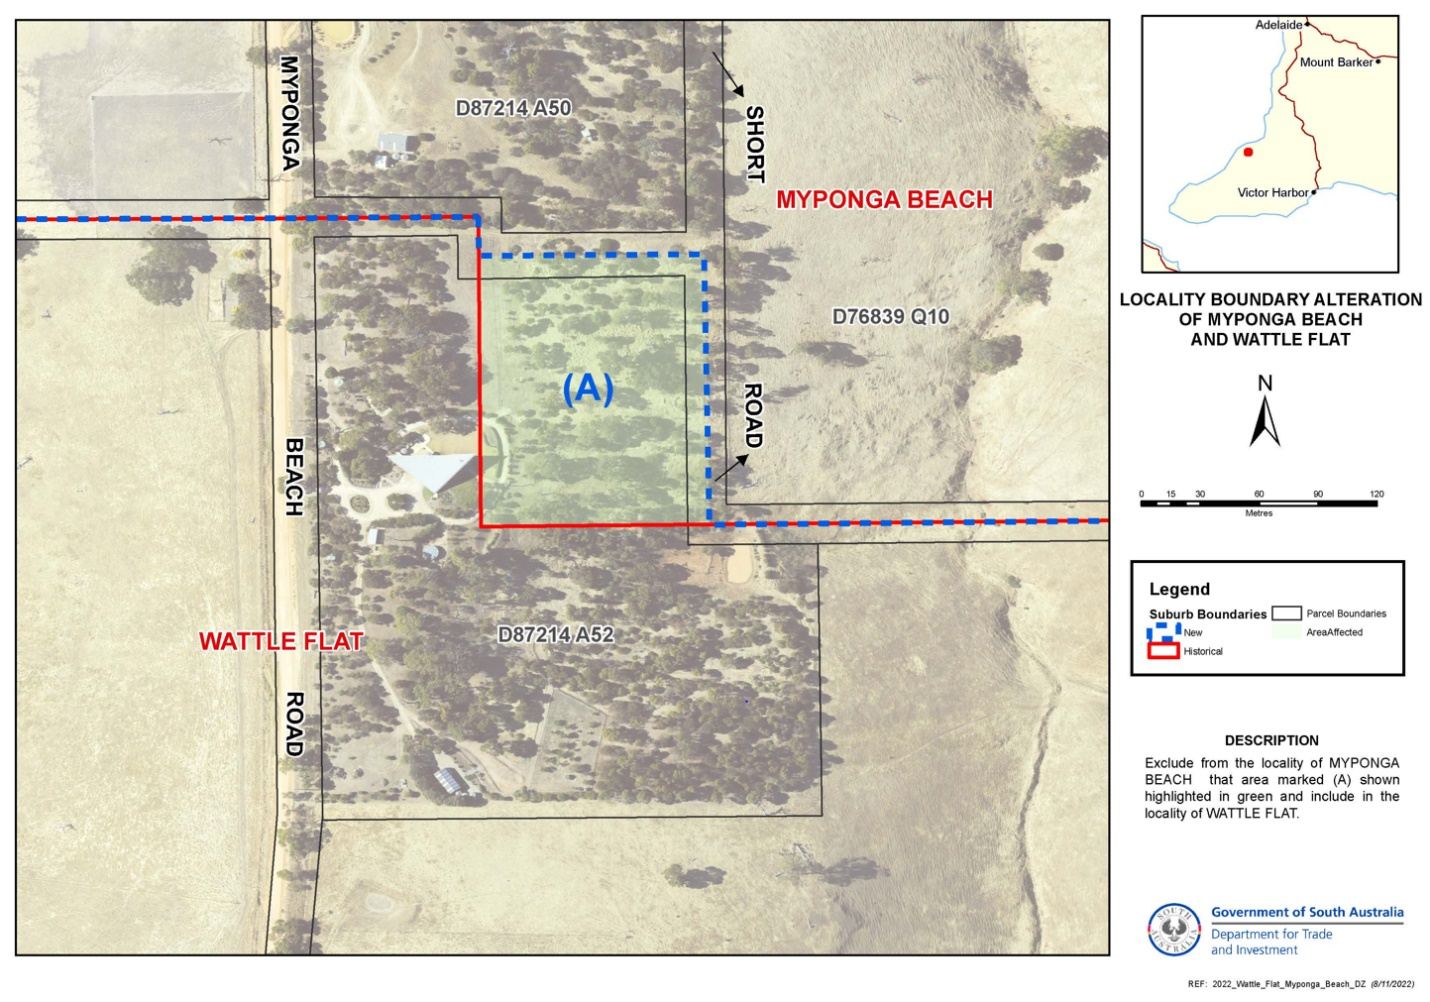 MYPONGA
D87214 A50
SHORT
MYPONGA BEACH
D76839 Q10
(A)
ROAD
BEACH
D87214 A52
WATTLE FLAT
ROAD
Adelaide
Mount Barker
Victor Harbor
LOCALITY BOUNDARY ALTERATION
OF MYPONGA BEACH
AND WATTLE FLAT
N
0 15 30 60 90 120
Metres
Legend
Suburb Boundaries
New
Historical
Parcel Boundaries
AreaAffected
DESCRIPTION
Exclude from the locality of MYPONGA
BEACH that area marked (A) shown
highlighted in green and include in the
locality of WATTLE FLAT.
SOUTH
AUSTRALIA
Government of South Australia
Department for Trade
and Investment
REF: 2022_Wattle_Flat_Myponga_Beach_DZ (8/11/2022)